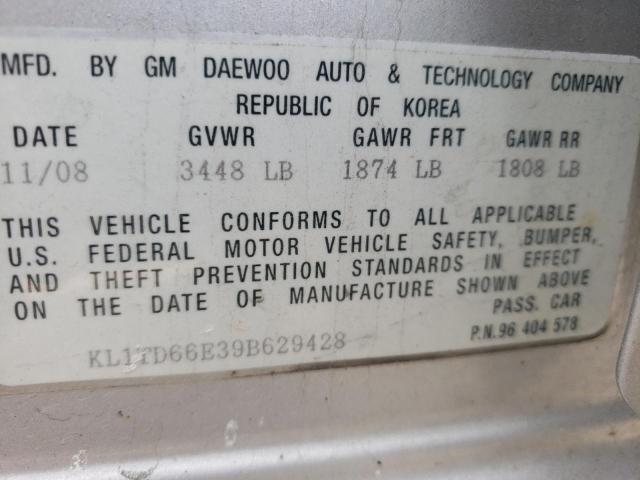 MFD. BY GM DAEWOO AUTO & TECHNOLOGY COMPANY
REPUBLIC OF KOREA
DATE GVWR GAWR FRT GAWR RR
11/08 3448 LB 1874 LB 1808 LB
THIS VEHICLE CONFORMS TO ALL APPLICABLE
U.S. FEDERAL MOTOR VEHICLE SAFETY, BUMPER,
AND THEFT PREVENTION STANDARDS IN EFFECT
ON THE DATE OF MANUFACTURE SHOWN ABOVE
PASS. CAR
KL1TD66E39B629428 P.N.96 404 578